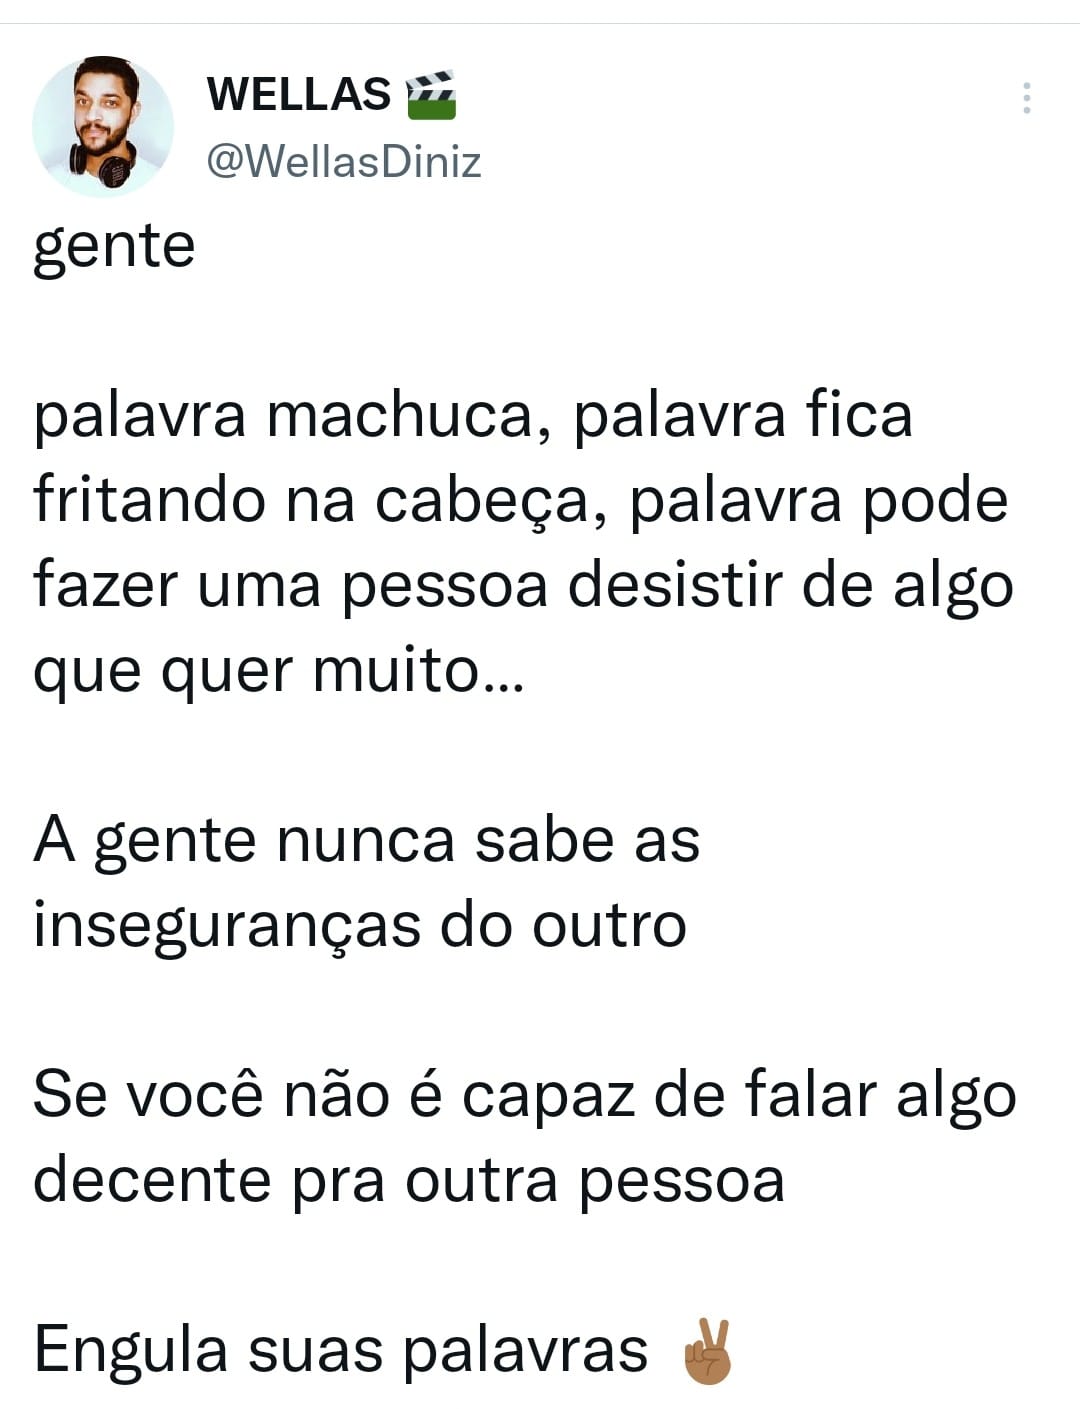 WELLAS 🎬
@WellasDiniz
gente
palavra machuca, palavra fica
fritando na cabeça, palavra pode
fazer uma pessoa desistir de algo
que quer muito...
A gente nunca sabe as
inseguranças do outro
Se você não é capaz de falar algo
decente pra outra pessoa
Engula suas palavras ✌🏾